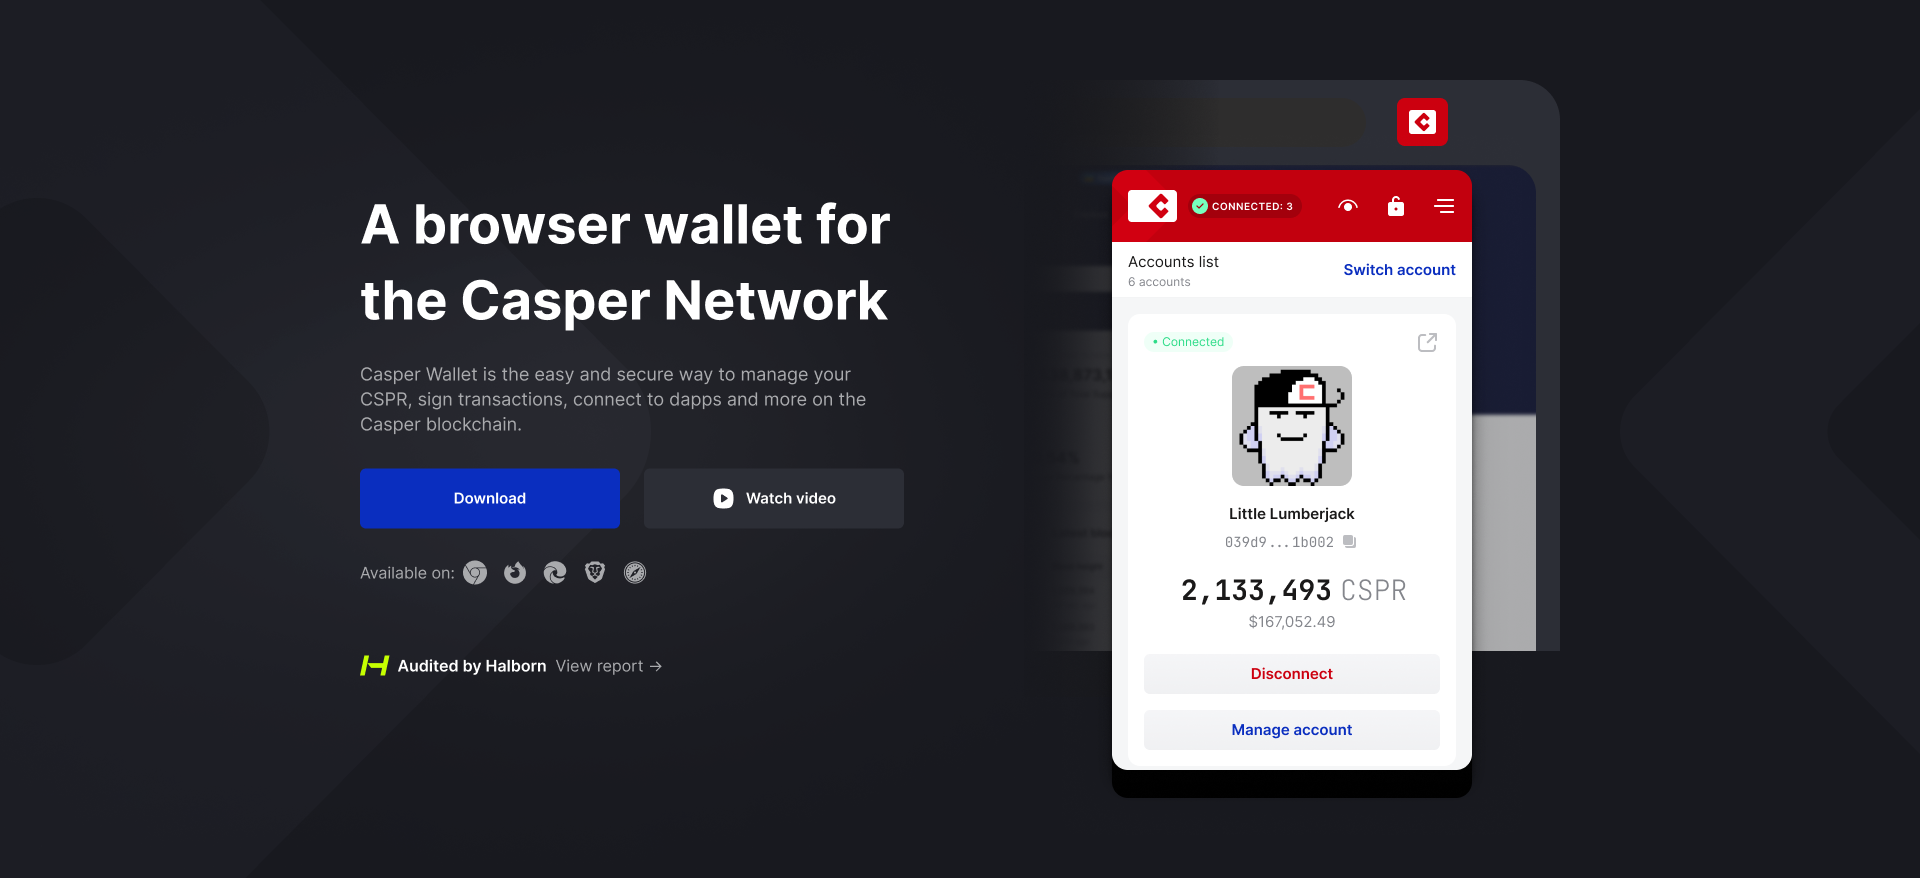 A browser wallet for
the Casper Network
Casper Wallet is the easy and secure way to manage your
CSPR, sign transactions, connect to dapps and more on the
Casper blockchain.
Download
Watch video
Available on:
Audited by Halborn View report →
CONNECTED: 3
Accounts list
6 accounts
Switch account
• Connected
Little Lumberjack
039d9...1b002
2,133,493 CSPR
$167,052.49
Disconnect
Manage account